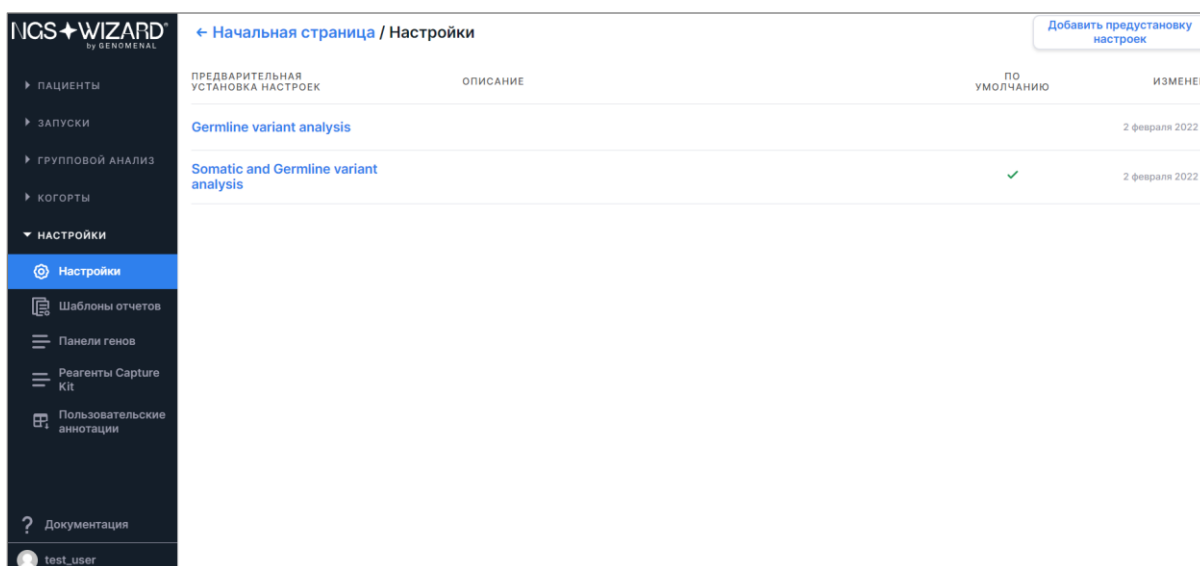 NGS WIZARD®
by GENOMENAL
← Начальная страница / Настройки
Добавить предустановку
настроек
ПАЦИЕНТЫ
ЗАПУСКИ
ГРУППОВОЙ АНАЛИЗ
КОГОРТЫ
НАСТРОЙКИ
Настройки
Шаблоны отчетов
Панели генов
Реагенты Capture
Kit
Пользовательские
аннотации
? Документация
test_user
ПРЕДВАРИТЕЛЬНАЯ
УСТАНОВКА НАСТРОЕК
ОПИСАНИЕ
ПО
УМОЛЧАНИЮ
Germline variant analysis
2 февраля 2022
Somatic and Germline variant
analysis
2 февраля 2022